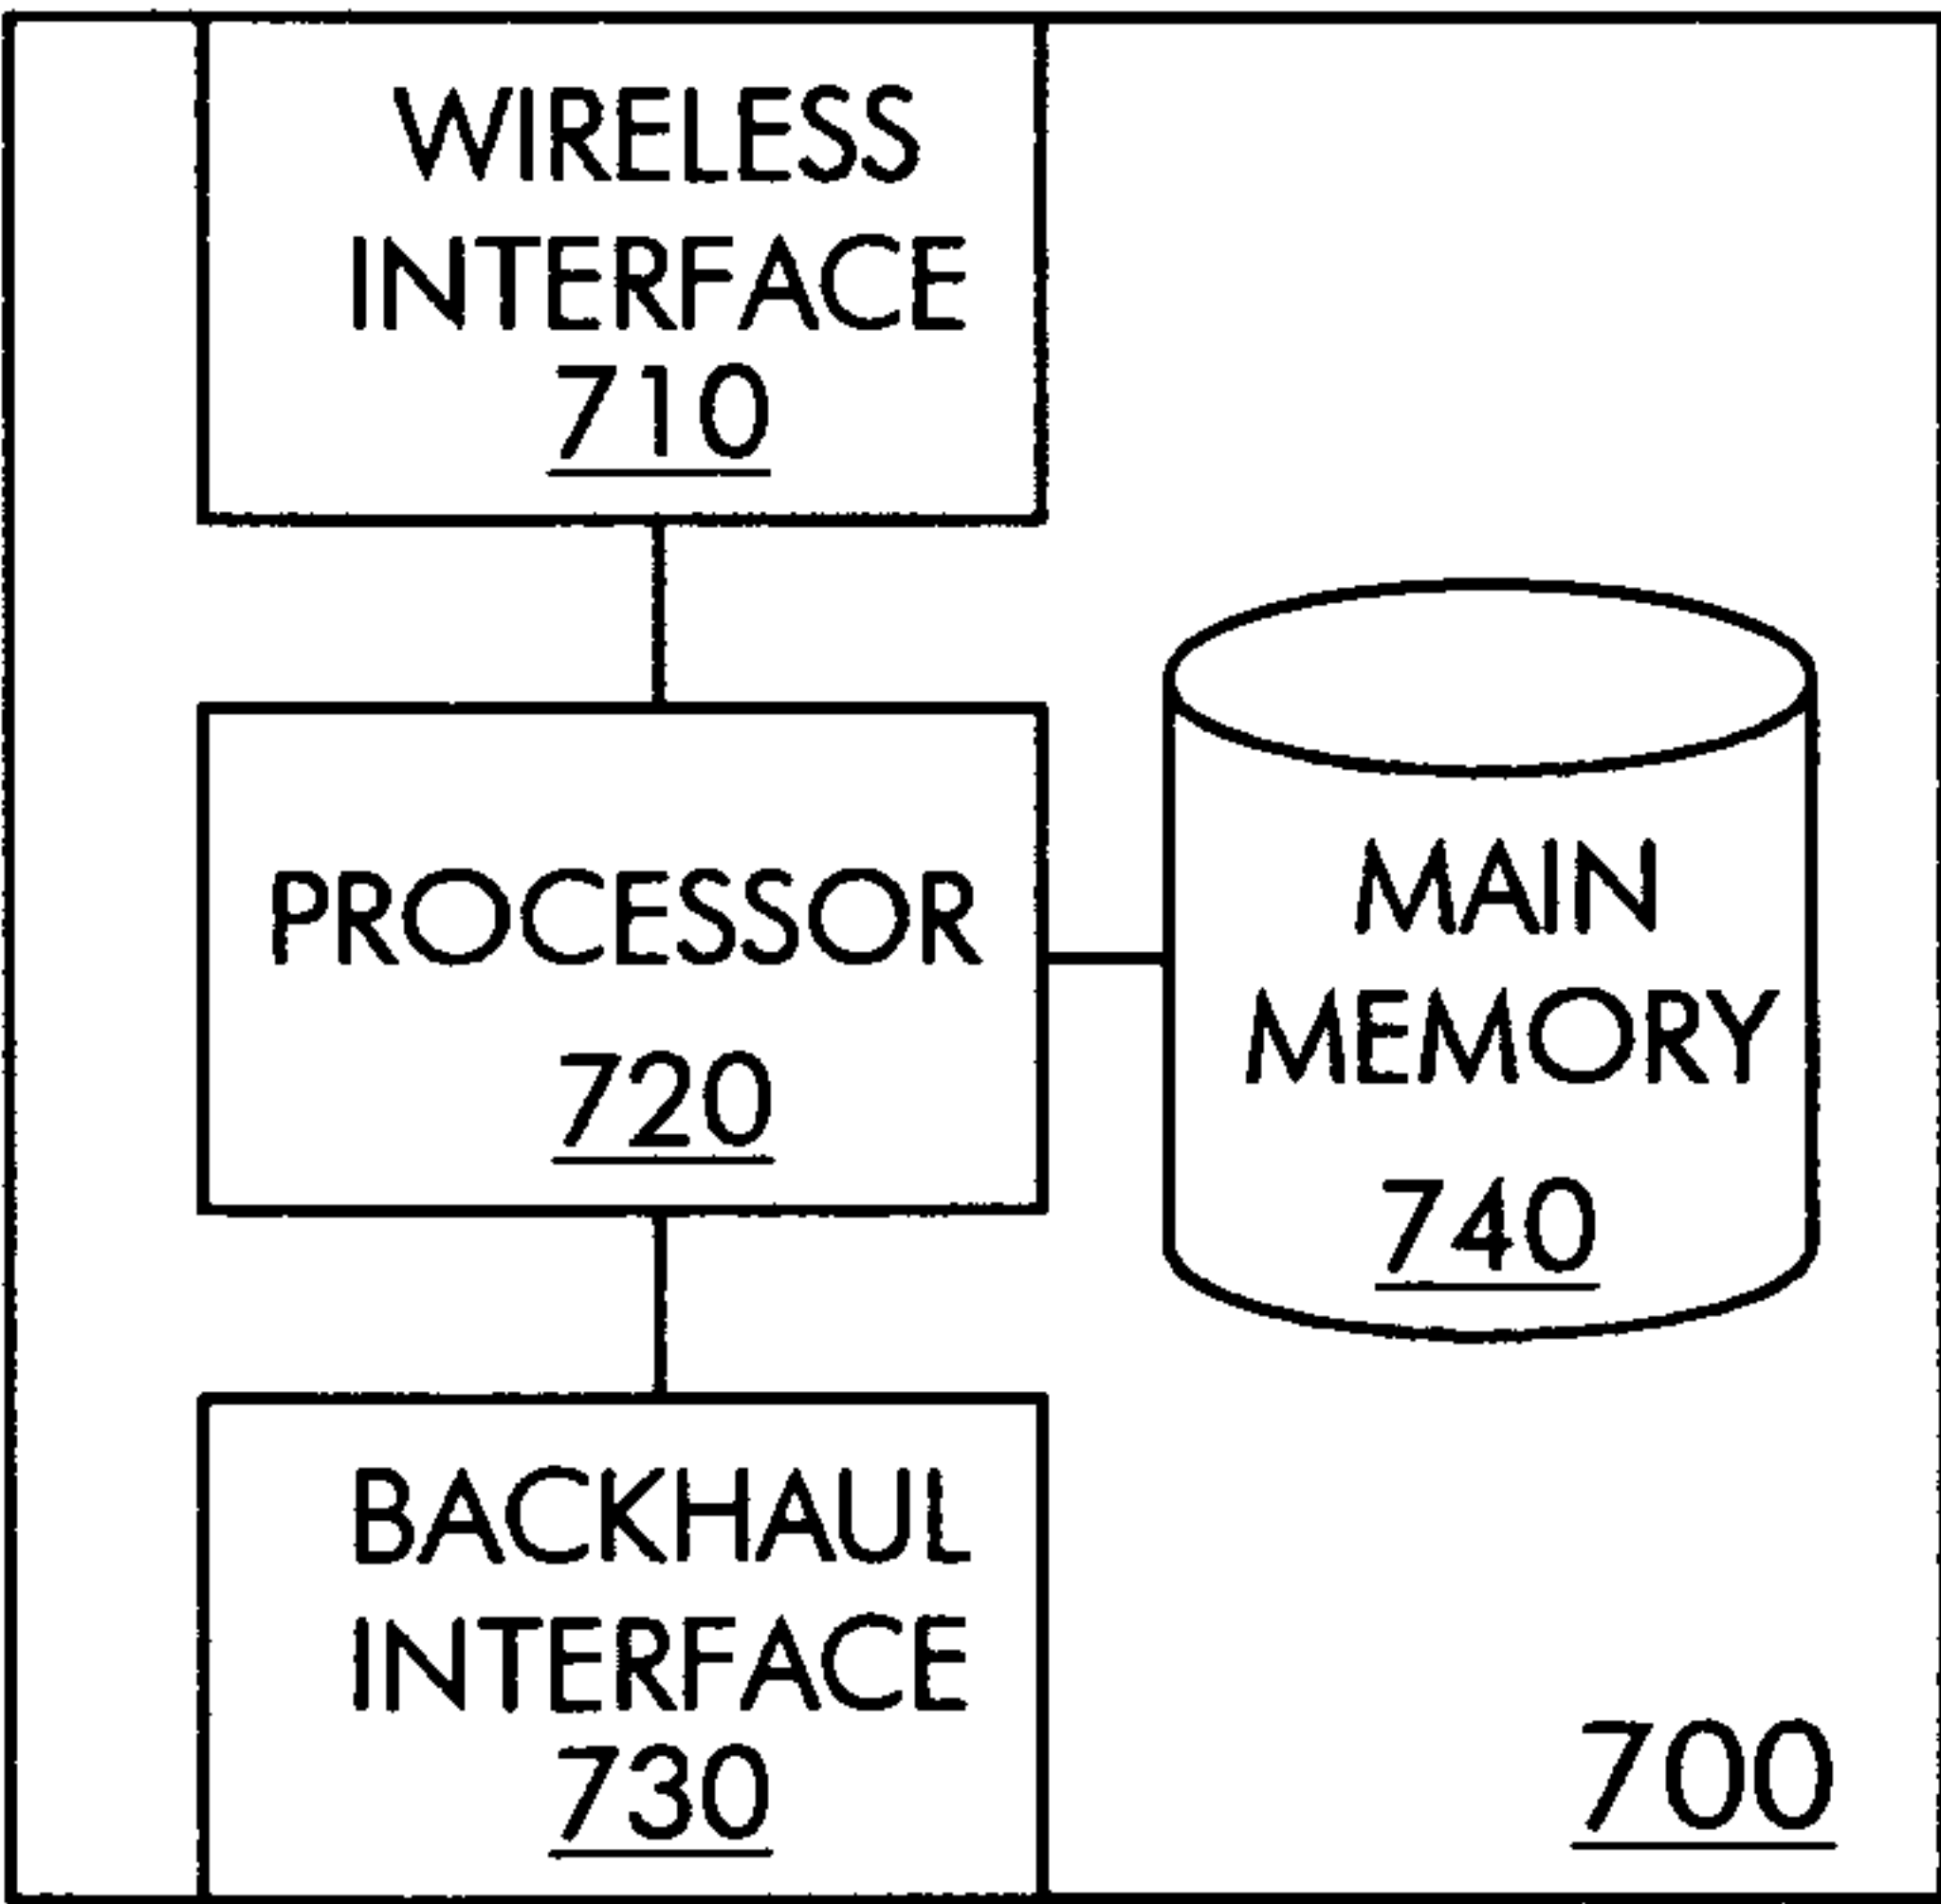 WIRELESS
INTERFACE
710
PROCESSOR
720
MAIN
MEMORY
740
BACKHAUL
INTERFACE
730
700